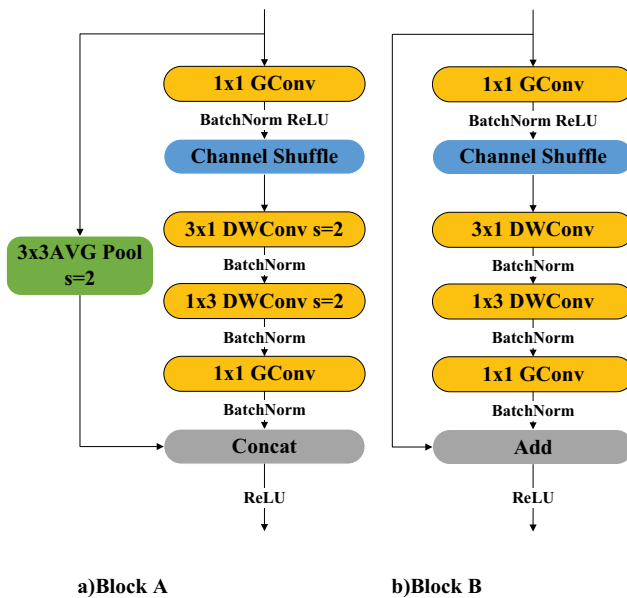 1x1 GConv
BatchNorm ReLU
Channel Shuffle
3x1 DWConv s=2
BatchNorm
3x3AVG Pool
s=2
1x3 DWConv s=2
BatchNorm
1x1 GConv
BatchNorm
Concat
ReLU
a)Block A
1x1 GConv
BatchNorm ReLU
Channel Shuffle
3x1 DWConv
BatchNorm
1x3 DWConv
BatchNorm
1x1 GConv
BatchNorm
Add
ReLU
b)Block B